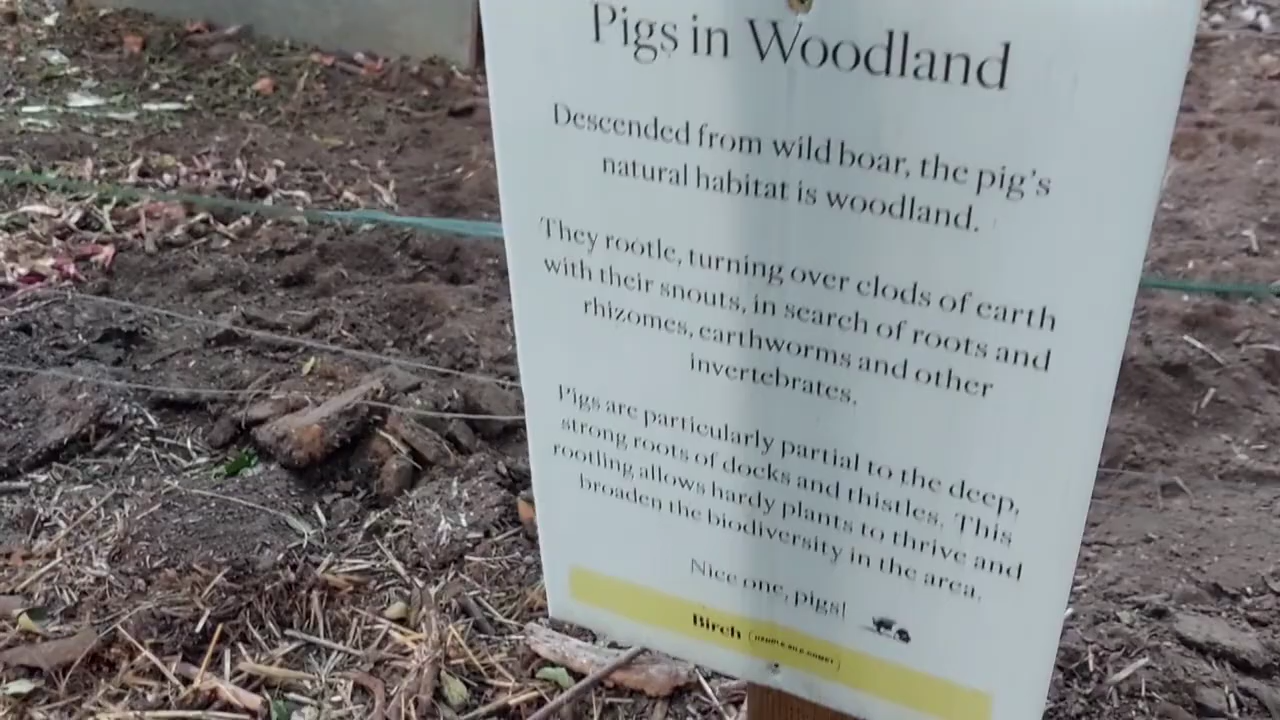 Pigs in Woodland
Descended from wild boar, the pig's
natural habitat is woodland.
They rootle, turning over clods of earth
with their snouts, in search of roots and
rhizomes, earthworms and other
invertebrates.
Pigs are particularly partial to the deep,
strong roots of docks and thistles. This
rootling allows hardy plants to thrive and
broaden the biodiversity in the area.
Nice one, pigs!
Birch